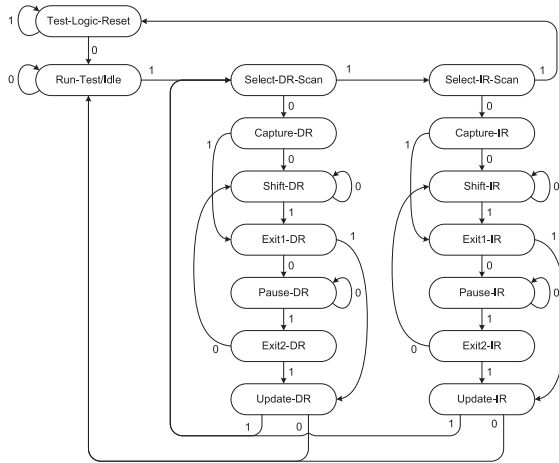 1 Test-Logic-Reset
0
0 Run-Test/Idle 1 Select-DR-Scan 1 Select-IR-Scan 1
0 0
1 Capture-DR 1 Capture-IR
0 0
Shift-DR 0 Shift-IR 0
1 1
Exit1-DR 1 Exit1-IR 1
0 0
Pause-DR 0 Pause-IR 0
1 1
0 Exit2-DR 0 Exit2-IR
1 1
Update-DR Update-IR
1 0 1 0